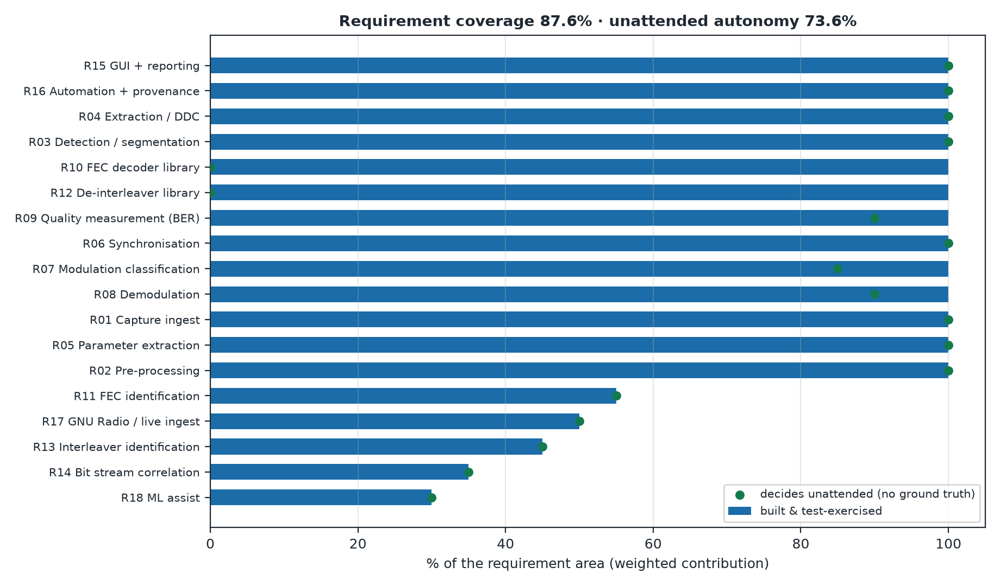 Requirement coverage 87.6% · unattended autonomy 73.6%
R15 GUI + reporting
R16 Automation + provenance
R04 Extraction / DDC
R03 Detection / segmentation
R10 FEC decoder library
R12 De-interleaver library
R09 Quality measurement (BER)
R06 Synchronisation
R07 Modulation classification
R08 Demodulation
R01 Capture ingest
R05 Parameter extraction
R02 Pre-processing
R11 FEC identification
R17 GNU Radio / live ingest
R13 Interleaver identification
R14 Bit stream correlation
R18 ML assist
decides unattended (no ground truth)
built & test-exercised
0 20 40 60 80 100
% of the requirement area (weighted contribution)